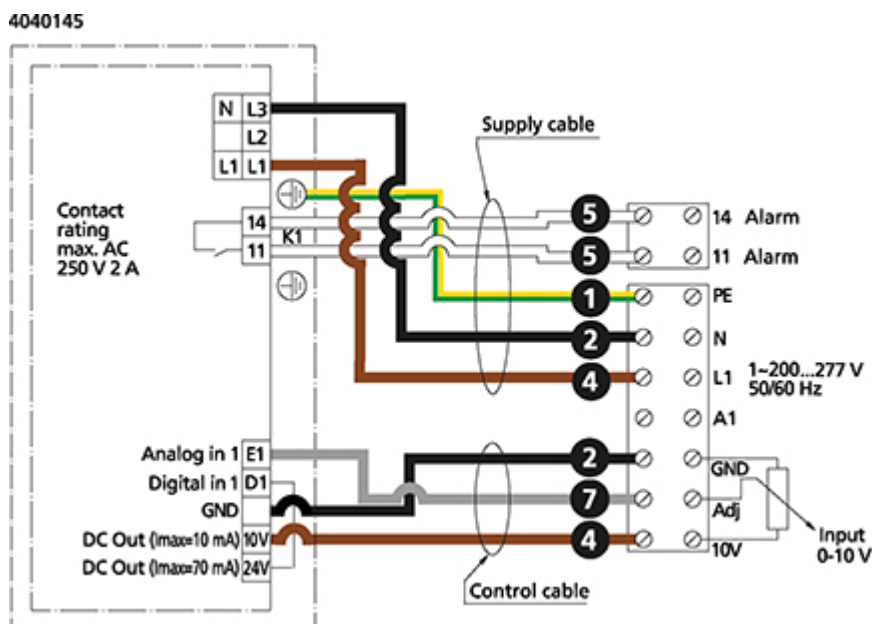 4040145
N L3
L2
L1 L1
Supply cable
Contact
rating
max. AC
250 V 2 A
14
K1
11
5 14 Alarm
5 11 Alarm
1 PE
2 N
4 L1
1~200...277 V
50/60 Hz
A1
Analog in 1 E1
Digital in 1 D1
GND
DC Out (Imax=10 mA) 10V
DC Out (Imax=70 mA) 24V
2 GND
7 Adj
4 10V
Input
0-10 V
Control cable